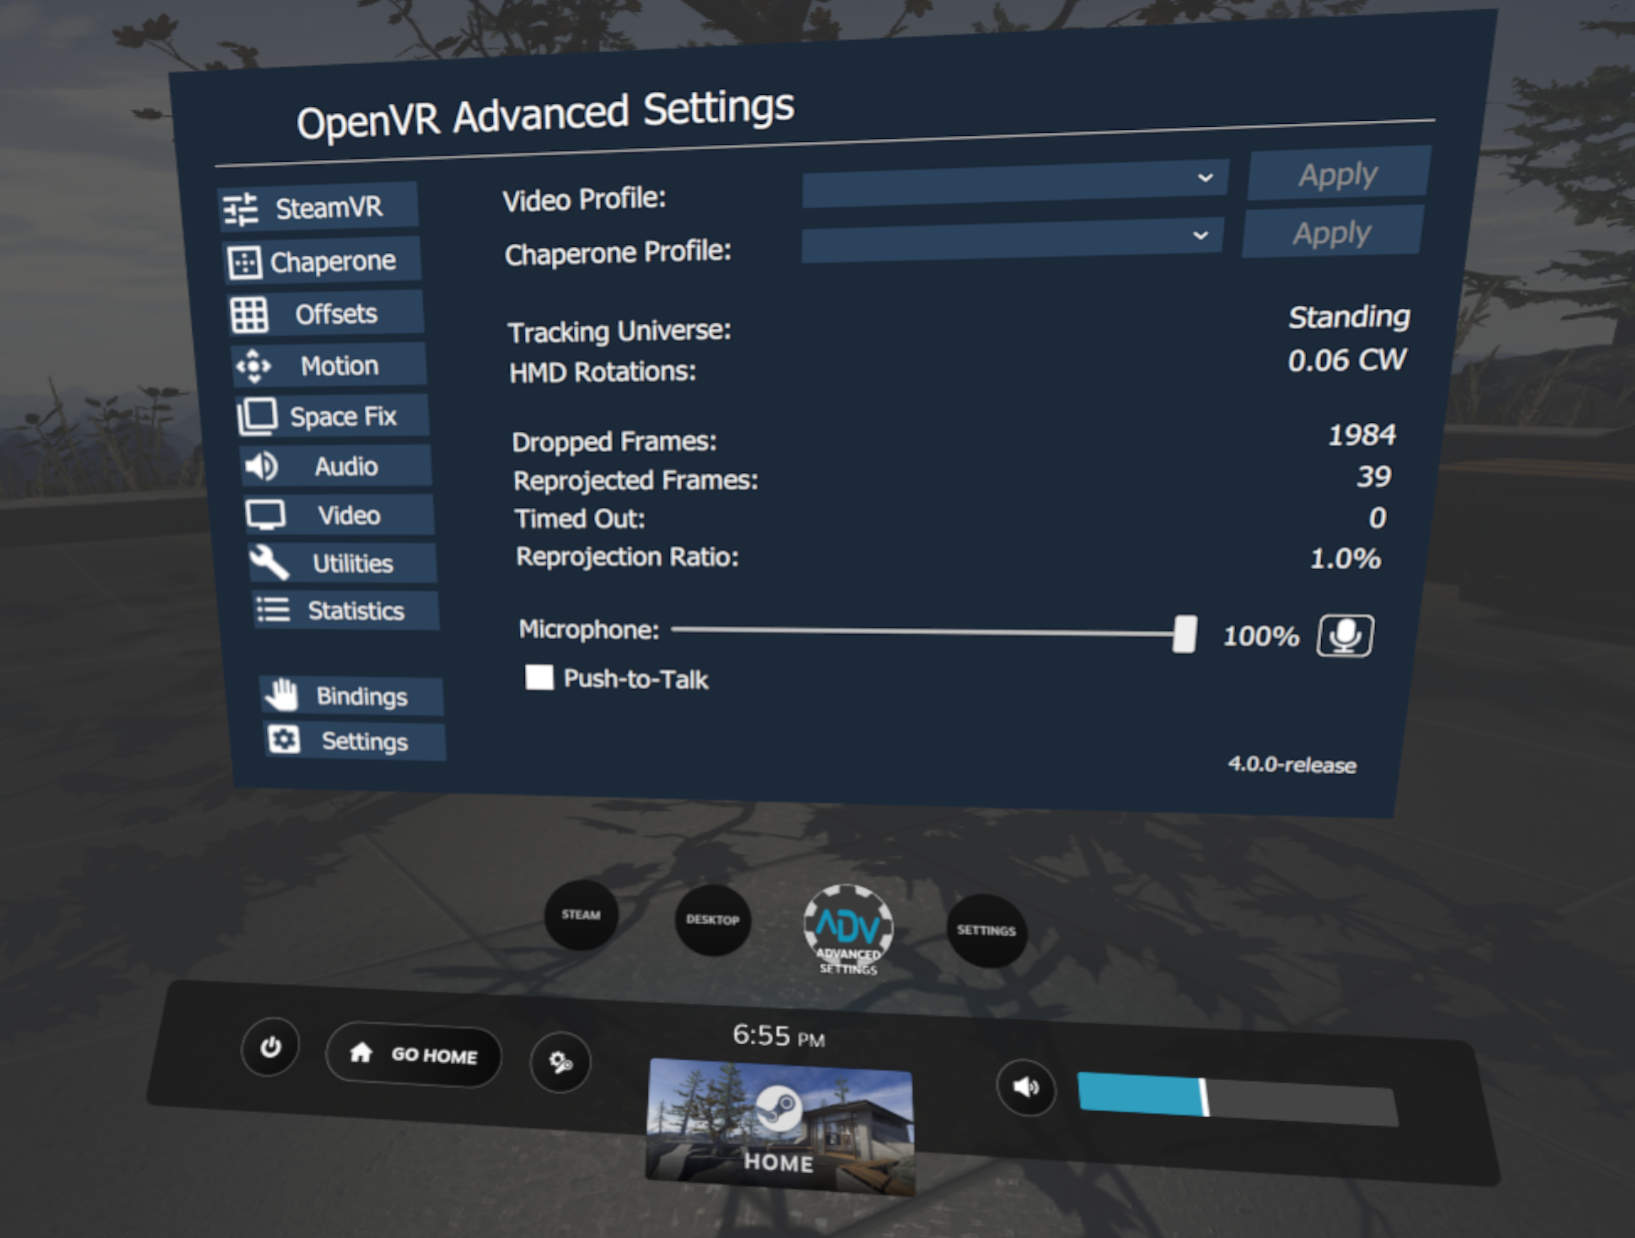 OpenVR Advanced Settings
SteamVR
Chaperone
Offsets
Motion
Space Fix
Audio
Video
Utilities
Statistics
Bindings
Settings
Video Profile:
Apply
Chaperone Profile:
Apply
Tracking Universe: Standing
HMD Rotations: 0.06 CW
Dropped Frames: 1984
Reprojected Frames: 39
Timed Out: 0
Reprojection Ratio: 1.0%
Microphone: 100%
Push-to-Talk
4.0.0-release
STEAM
DESKTOP
ADV
ADVANCED
SETTINGS
SETTINGS
GO HOME
6:55 PM
HOME